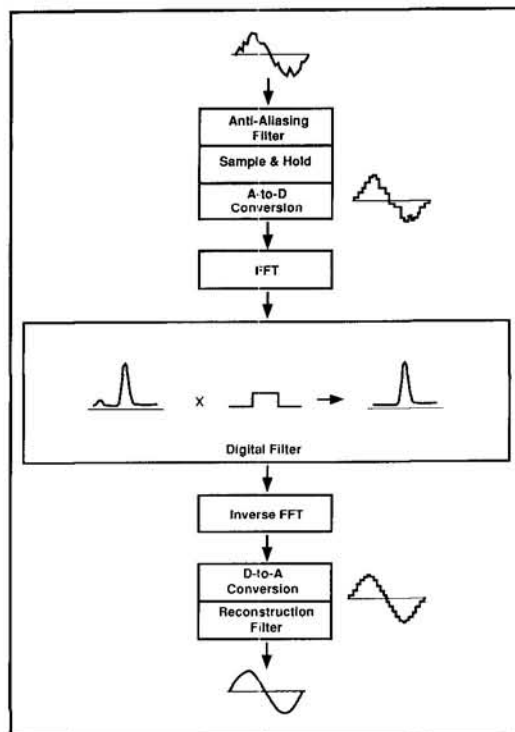 Anti-Aliasing
Filter
Sample & Hold
A-to-D
Conversion
FFT
X
Digital Filter
Inverse FFT
D-to-A
Conversion
Reconstruction
Filter